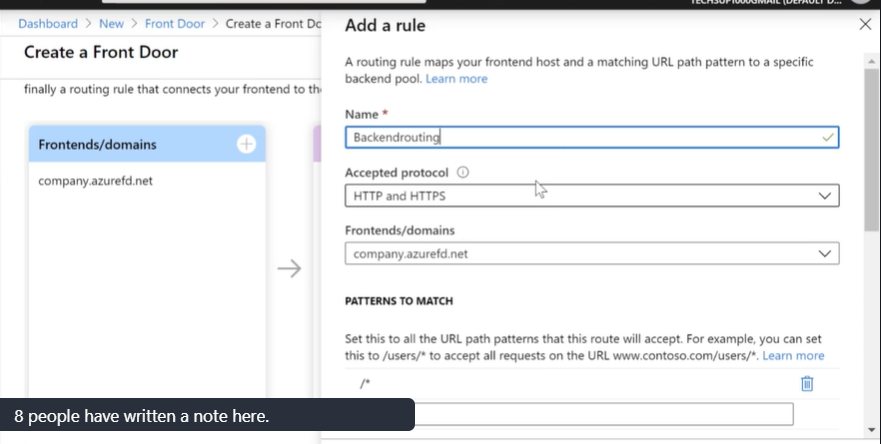 TECHSUP1000GMAIL (DEFAULT D...
Dashboard > New > Front Door > Create a Front Do
Create a Front Door
finally a routing rule that connects your frontend to th
Frontends/domains
company.azurefd.net
Add a rule
A routing rule maps your frontend host and a matching URL path pattern to a specific
backend pool. Learn more
Name *
Backendrouting
Accepted protocol
HTTP and HTTPS
Frontends/domains
company.azurefd.net
PATTERNS TO MATCH
Set this to all the URL path patterns that this route will accept. For example, you can set
this to /users/* to accept all requests on the URL www.contoso.com/users/*. Learn more
/*
8 people have written a note here.